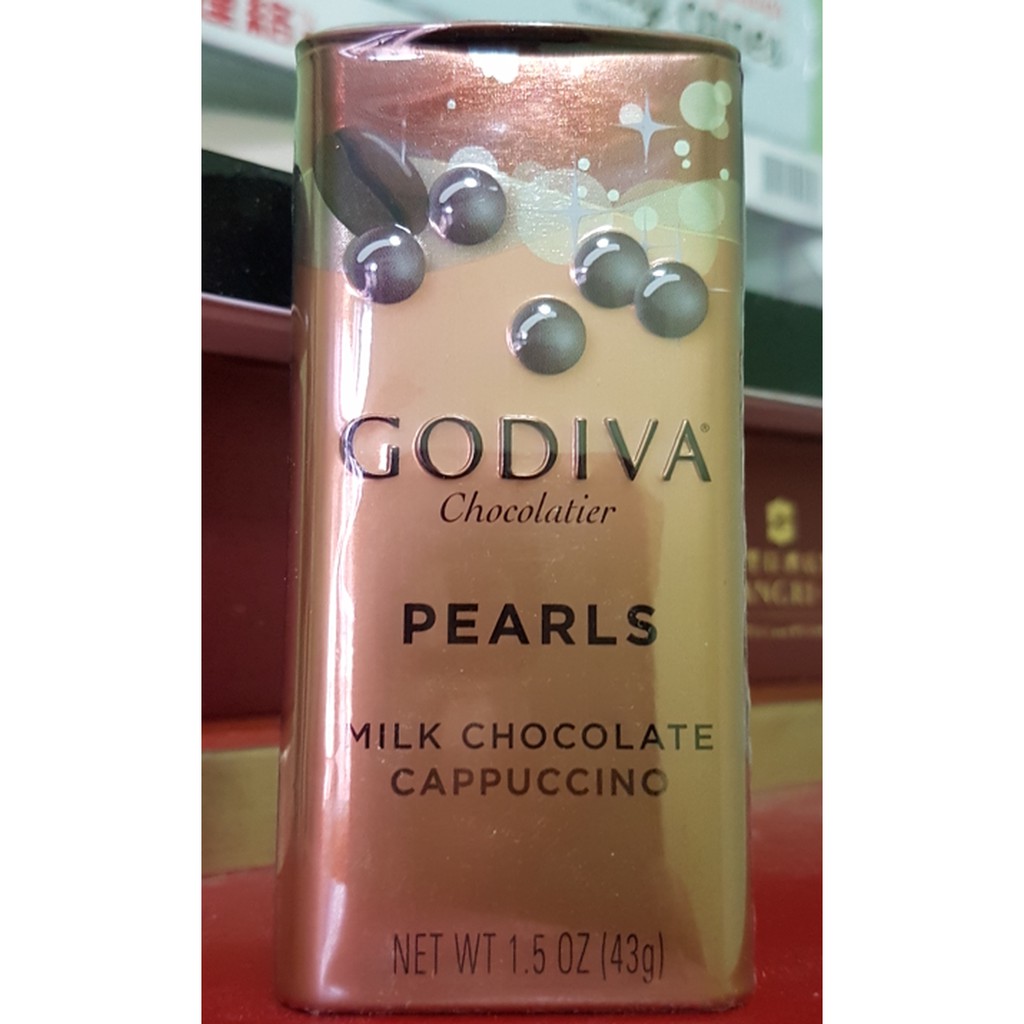 GODIVA®
Chocolatier
PEARLS
MILK CHOCOLATE
CAPPUCCINO
NET WT 1.5 OZ (43g)